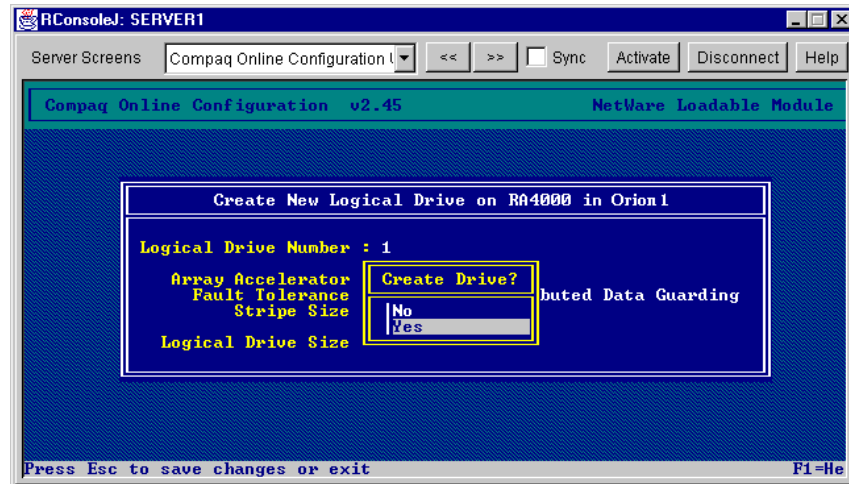 RConsoleJ: SERVER1
Server Screens Compaq Online Configuration << >> Sync Activate Disconnect Help
Compaq Online Configuration v2.45 NetWare Loadable Module
Create New Logical Drive on RA4000 in Orion1
Logical Drive Number : 1
Array Accelerator Create Drive?
Fault Tolerance buted Data Guarding
Stripe Size No
Yes
Logical Drive Size
Press Esc to save changes or exit F1=He